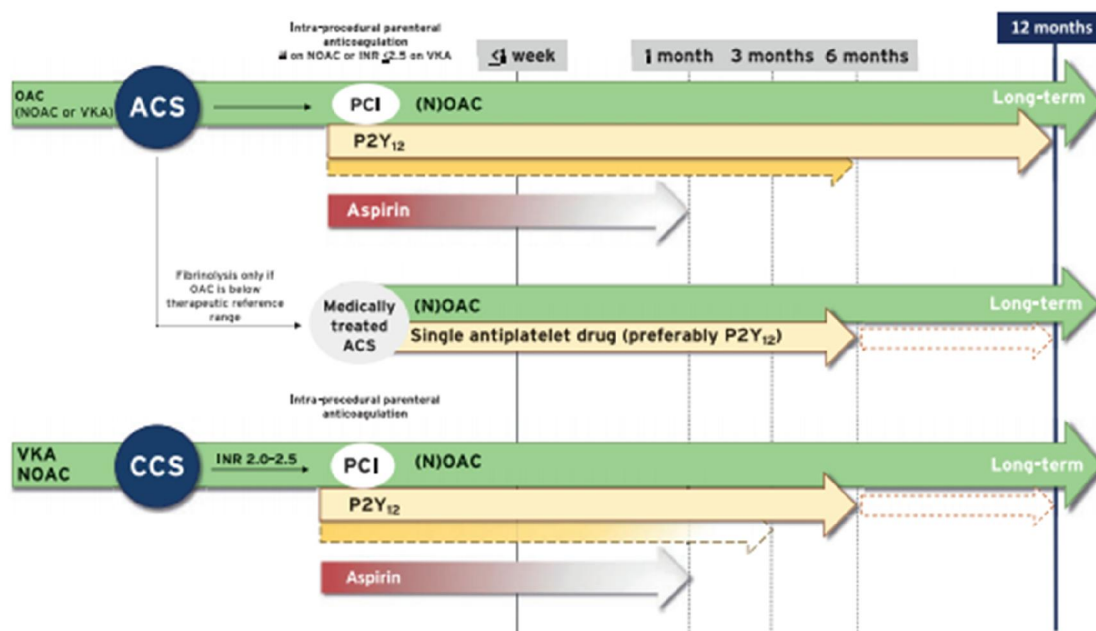 Intra-procedural parenteral
anticoagulation
on NOAC or INR ≤2.5 on VKA
≤1 week
1 month
3 months
6 months
12 months
OAC
(NOAC or VKA)
ACS
PCI
(N)OAC
Long-term
P2Y₁₂
Aspirin
Fibrinolysis only if
OAC is below
therapeutic reference
range
Medically
treated
ACS
(N)OAC
Long-term
Single antiplatelet drug (preferably P2Y₁₂)
Intra-procedural parenteral
anticoagulation
VKA
NOAC
CCS
INR 2.0-2.5
PCI
(N)OAC
Long-term
P2Y₁₂
Aspirin